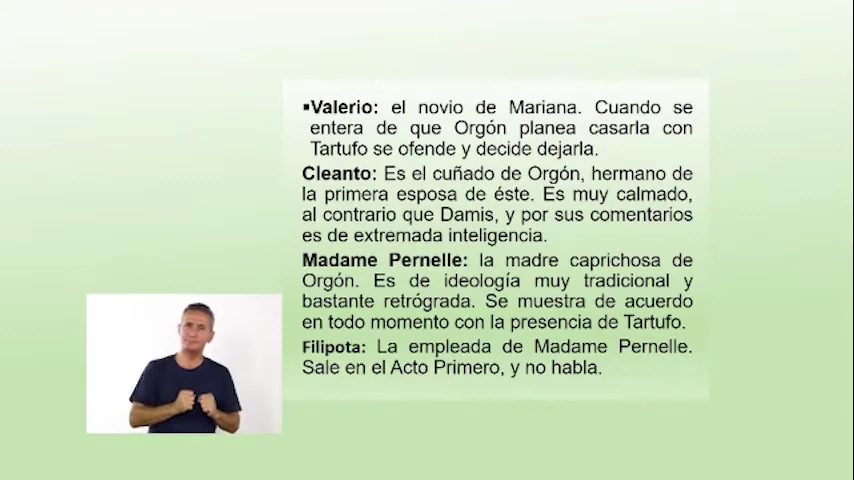 ▪Valerio: el novio de Mariana. Cuando se
entera de que Orgón planea casarla con
Tartufo se ofende y decide dejarla.
Cleanto: Es el cuñado de Orgón, hermano de
la primera esposa de éste. Es muy calmado,
al contrario que Damis, y por sus comentarios
es de extremada inteligencia.
Madame Pernelle: la madre caprichosa de
Orgón. Es de ideología muy tradicional y
bastante retrógrada. Se muestra de acuerdo
en todo momento con la presencia de Tartufo.
Filipota: La empleada de Madame Pernelle.
Sale en el Acto Primero, y no habla.